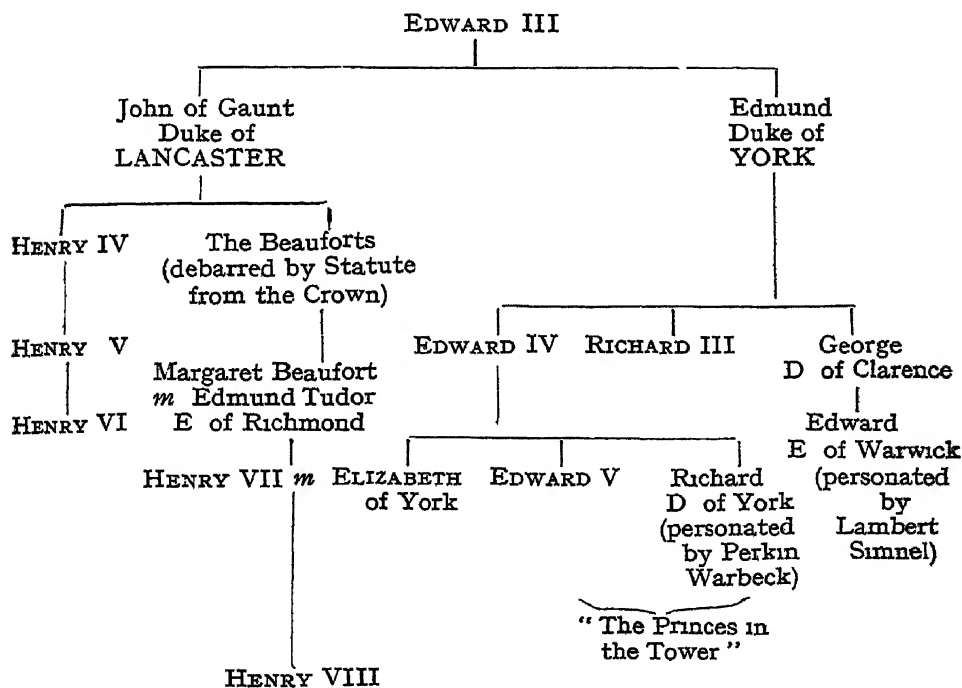 EDWARD III
John of Gaunt
Duke of
LANCASTER
Edmund
Duke of
YORK
HENRY IV
The Beauforts
(debarred by Statute
from the Crown)
HENRY V
EDWARD IV
RICHARD III
George
D of Clarence
Margaret Beaufort
m Edmund Tudor
E of Richmond
HENRY VI
Edward
E of Warwick
(personated
by
Lambert
Simnel)
HENRY VII m ELIZABETH
of York
EDWARD V
Richard
D of York
(personated
by Perkin
Warbeck)
"The Princes in
the Tower"
HENRY VIII